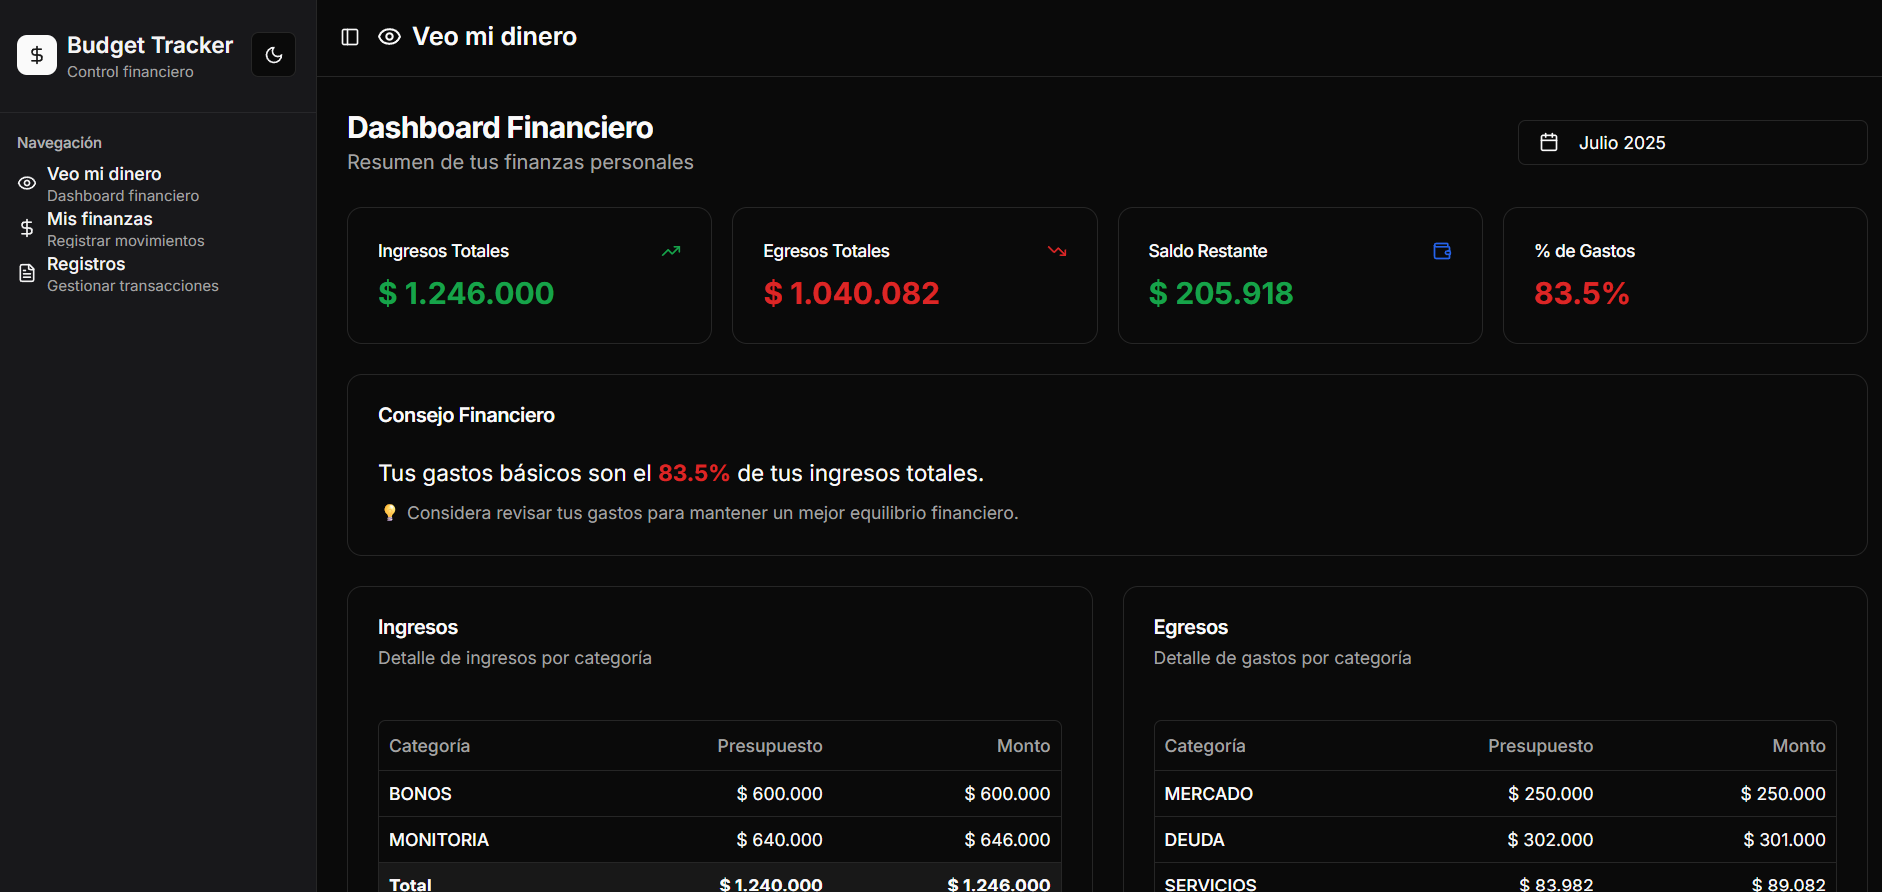 Budget Tracker
Control financiero
Navegación
Veo mi dinero
Dashboard financiero
Mis finanzas
Registrar movimientos
Registros
Gestionar transacciones
Veo mi dinero
Dashboard Financiero
Resumen de tus finanzas personales
Julio 2025
Ingresos Totales
$ 1.246.000
Egresos Totales
$ 1.040.082
Saldo Restante
$ 205.918
% de Gastos
83.5%
Consejo Financiero
Tus gastos básicos son el 83.5% de tus ingresos totales.
💡 Considera revisar tus gastos para mantener un mejor equilibrio financiero.
Ingresos
Detalle de ingresos por categoría
Categoría Presupuesto Monto
BONOS $ 600.000 $ 600.000
MONITORIA $ 640.000 $ 646.000
Total $ 1.240.000 $ 1.246.000
Egresos
Detalle de gastos por categoría
Categoría Presupuesto Monto
MERCADO $ 250.000 $ 250.000
DEUDA $ 302.000 $ 301.000
SERVICIOS $ 83.982 $ 89.082